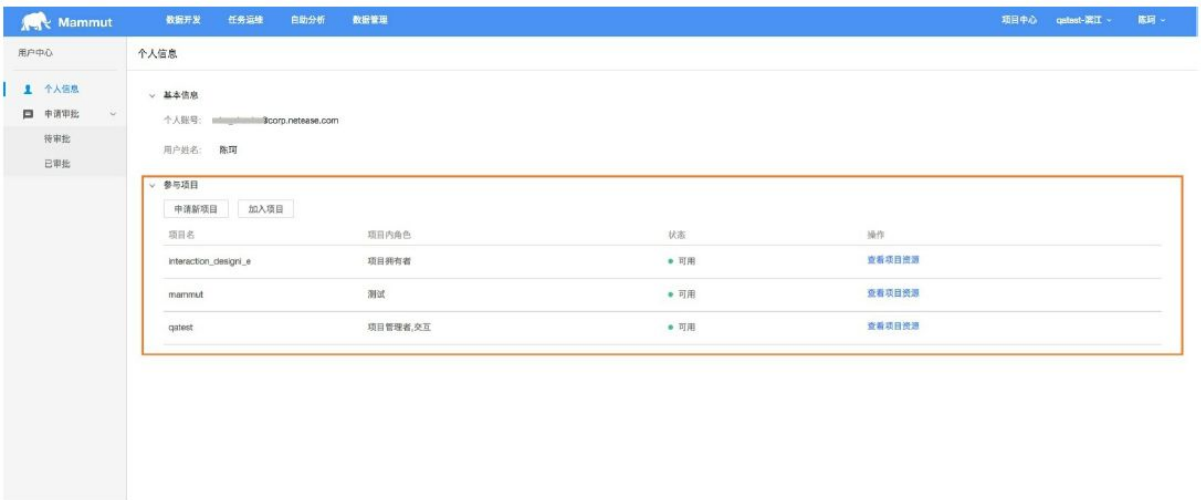 Mammut 数据开发 任务运维 自助分析 数据管理 项目中心 qatest-滨江 陈珂
用户中心
个人信息
个人信息
申请审批
待审批
已审批
基本信息
个人账号: corp.netease.com
用户姓名: 陈珂
参与项目
申请新项目 加入项目
项目名 项目内角色 状态 操作
interaction_designi_e 项目拥有者 可用 查看项目资源
mammut 测试 可用 查看项目资源
qatest 项目管理者,交互 可用 查看项目资源